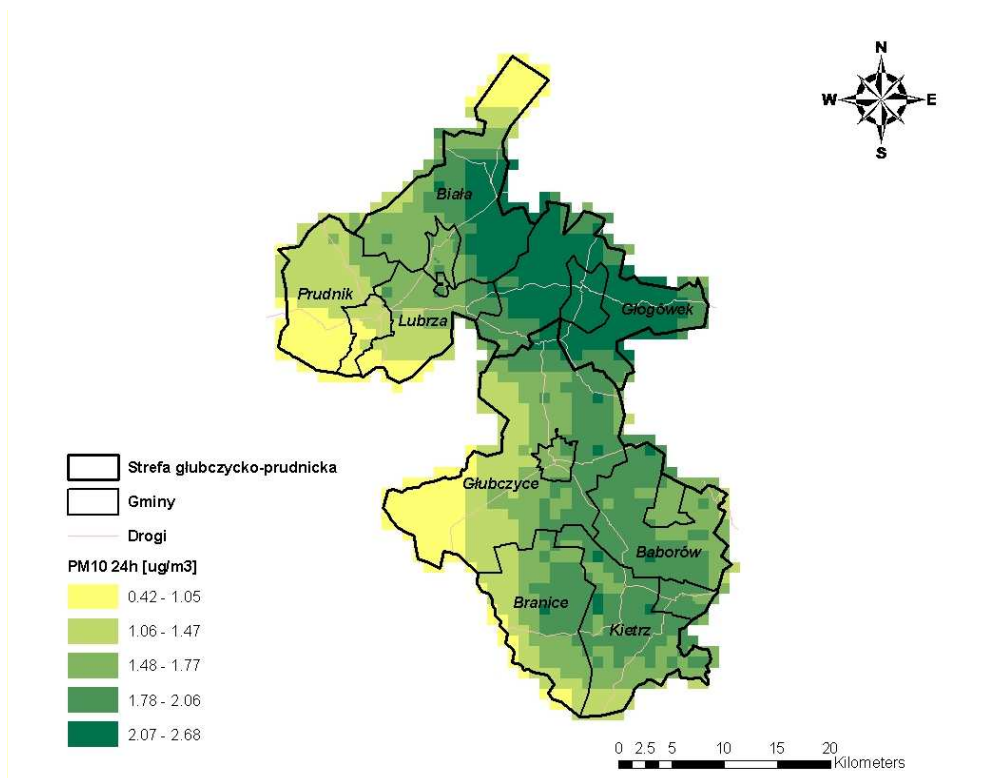 N
W E
S
Biała
Prudnik
Głogówek
Lubrza
Głubczyce
Baborów
Branice
Kietrz
Strefa głubczycko-prudnicka
Gminy
Drogi
PM10 24h [ug/m3]
0.42 - 1.05
1.06 - 1.47
1.48 - 1.77
1.78 - 2.06
2.07 - 2.68
0 2.5 5 10 15 20
Kilometers